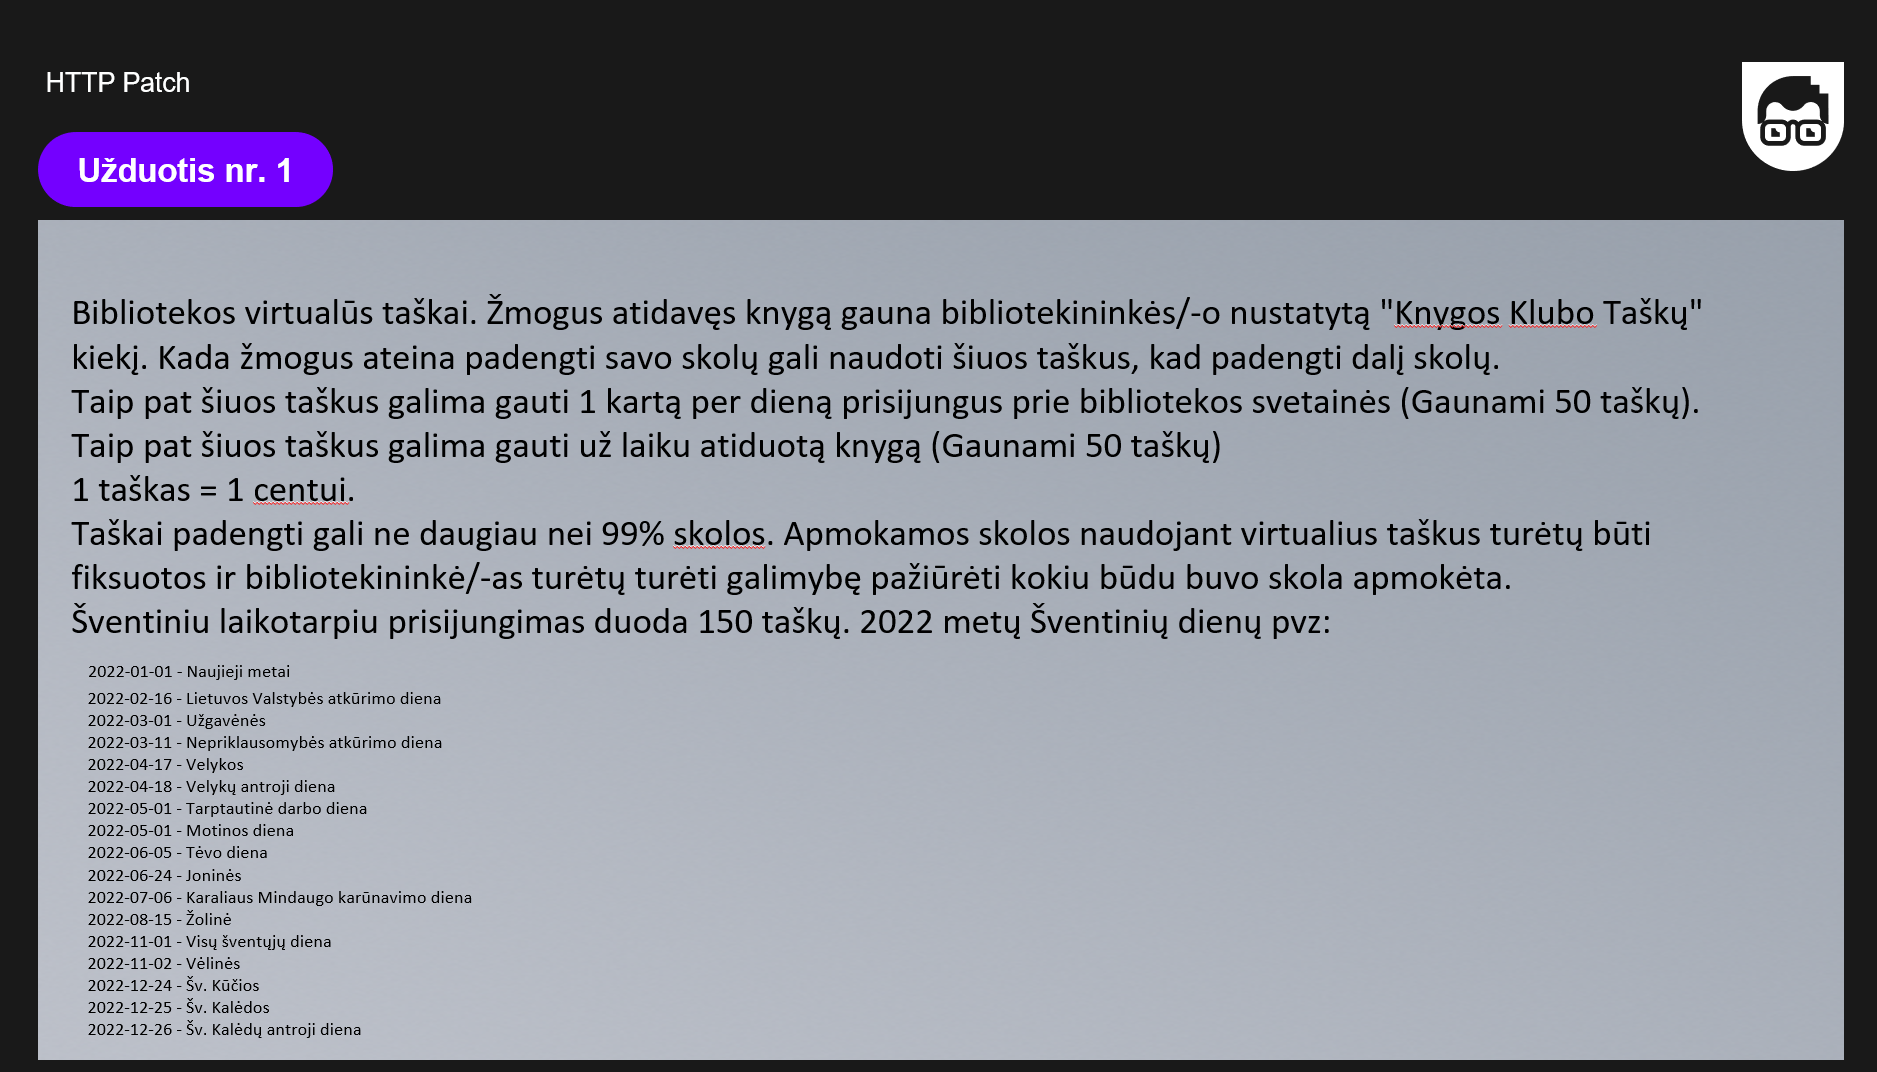 HTTP Patch
Užduotis nr. 1
Bibliotekos virtualūs taškai. Žmogus atidavęs knygą gauna bibliotekininkės/-o nustatytą "Knygos Klubo Taškų"
kiekį. Kada žmogus ateina padengti savo skolų gali naudoti šiuos taškus, kad padengti dalį skolų.
Taip pat šiuos taškus galima gauti 1 kartą per dieną prisijungus prie bibliotekos svetainės (Gaunami 50 taškų).
Taip pat šiuos taškus galima gauti už laiku atiduotą knygą (Gaunami 50 taškų)
1 taškas = 1 centui.
Taškai padengti gali ne daugiau nei 99% skolos. Apmokamos skolos naudojant virtualius taškus turėtų būti
fiksuotos ir bibliotekininkė/-as turėtų turėti galimybę pažiūrėti kokiu būdu buvo skola apmokėta.
Šventiniu laikotarpiu prisijungimas duoda 150 taškų. 2022 metų Šventinių dienų pvz:
2022-01-01 - Naujieji metai
2022-02-16 - Lietuvos Valstybės atkūrimo diena
2022-03-01 - Užgavėnės
2022-03-11 - Nepriklausomybės atkūrimo diena
2022-04-17 - Velykos
2022-04-18 - Velykų antroji diena
2022-05-01 - Tarptautinė darbo diena
2022-05-01 - Motinos diena
2022-06-05 - Tėvo diena
2022-06-24 - Joninės
2022-07-06 - Karaliaus Mindaugo karūnavimo diena
2022-08-15 - Žolinė
2022-11-01 - Visų šventųjų diena
2022-11-02 - Vėlinės
2022-12-24 - Šv. Kūčios
2022-12-25 - Šv. Kalėdos
2022-12-26 - Šv. Kalėdų antroji diena